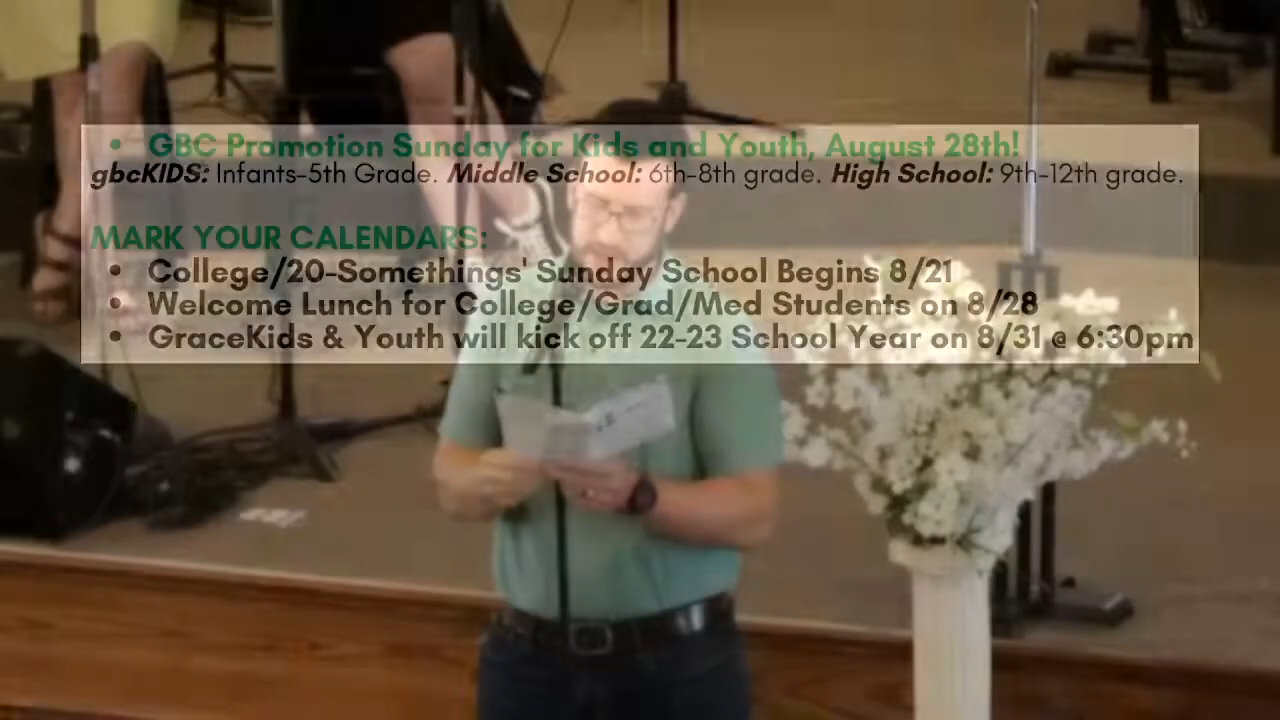 • GBC Promotion Sunday for Kids and Youth, August 28th!
gbcKIDS: Infants-5th Grade. Middle School: 6th-8th grade. High School: 9th-12th grade.
MARK YOUR CALENDARS:
• College/20-Somethings' Sunday School Begins 8/21
• Welcome Lunch for College/Grad/Med Students on 8/28
• GraceKids & Youth will kick off 22-23 School Year on 8/31 @ 6:30pm